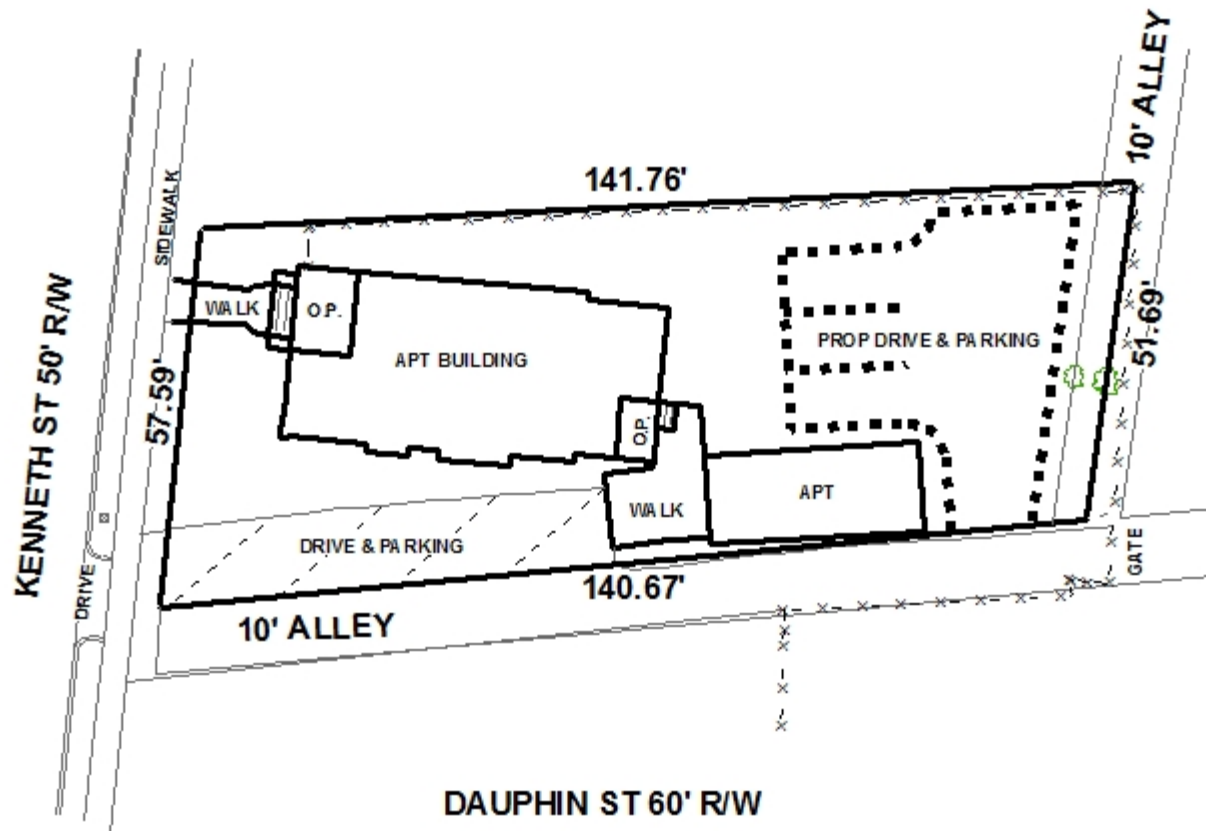 10' ALLEY
141.76'
SIDEWALK
KENNETH ST 50' R/W
WALK
O.P.
APT BUILDING
PROP DRIVE & PARKING
51.69'
57.59'
O.P.
WALK
APT
DRIVE & PARKING
DRIVE
GATE
140.67'
10' ALLEY
DAUPHIN ST 60' R/W